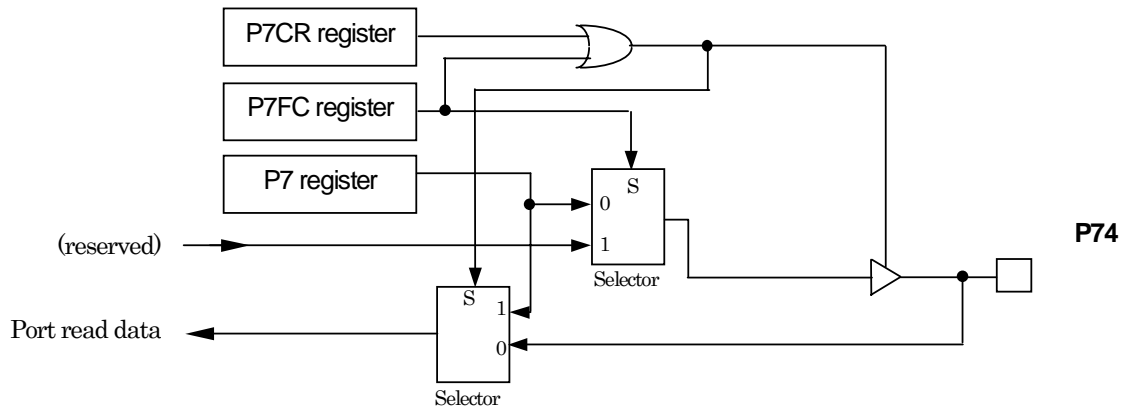 P7CR register
P7FC register
P7 register
S
0
1
Selector
(reserved)
P74
S
1
0
Selector
Port read data